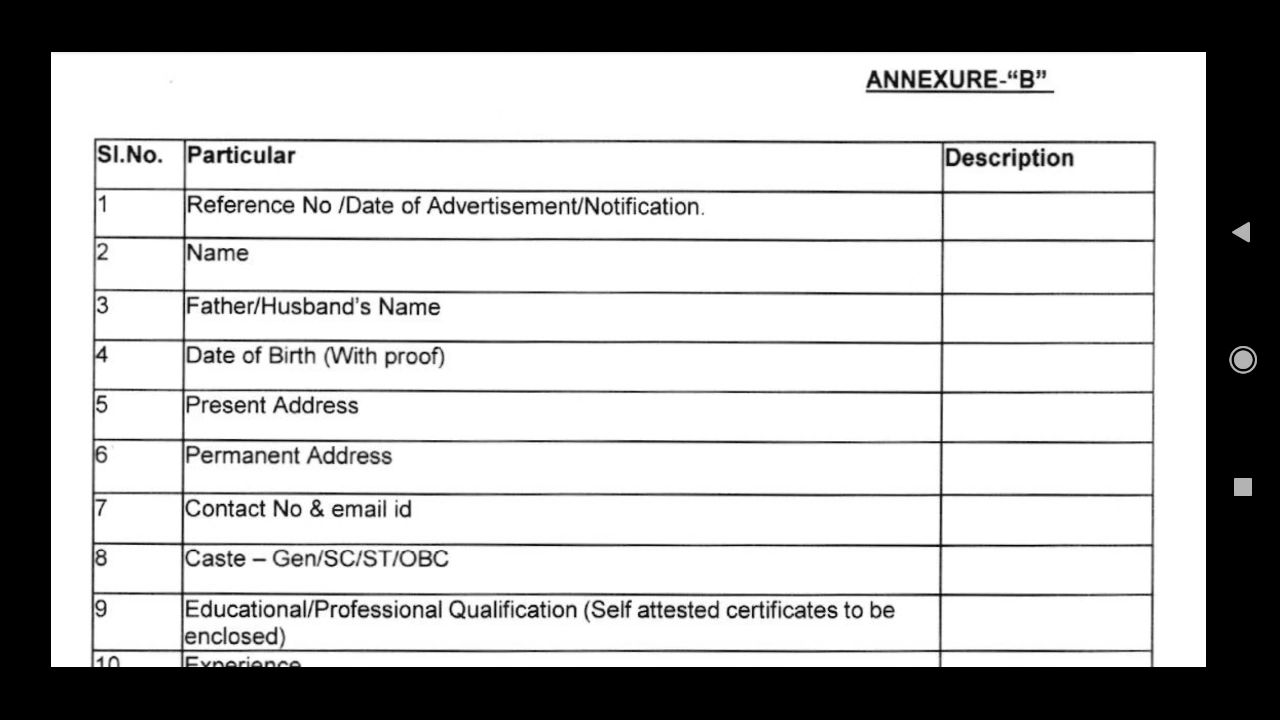 ANNEXURE-“B”
Sl.No. Particular Description
1 Reference No /Date of Advertisement/Notification.
2 Name
3 Father/Husband’s Name
4 Date of Birth (With proof)
5 Present Address
6 Permanent Address
7 Contact No & email id
8 Caste – Gen/SC/ST/OBC
9 Educational/Professional Qualification (Self attested certificates to be
enclosed)
10 Experience